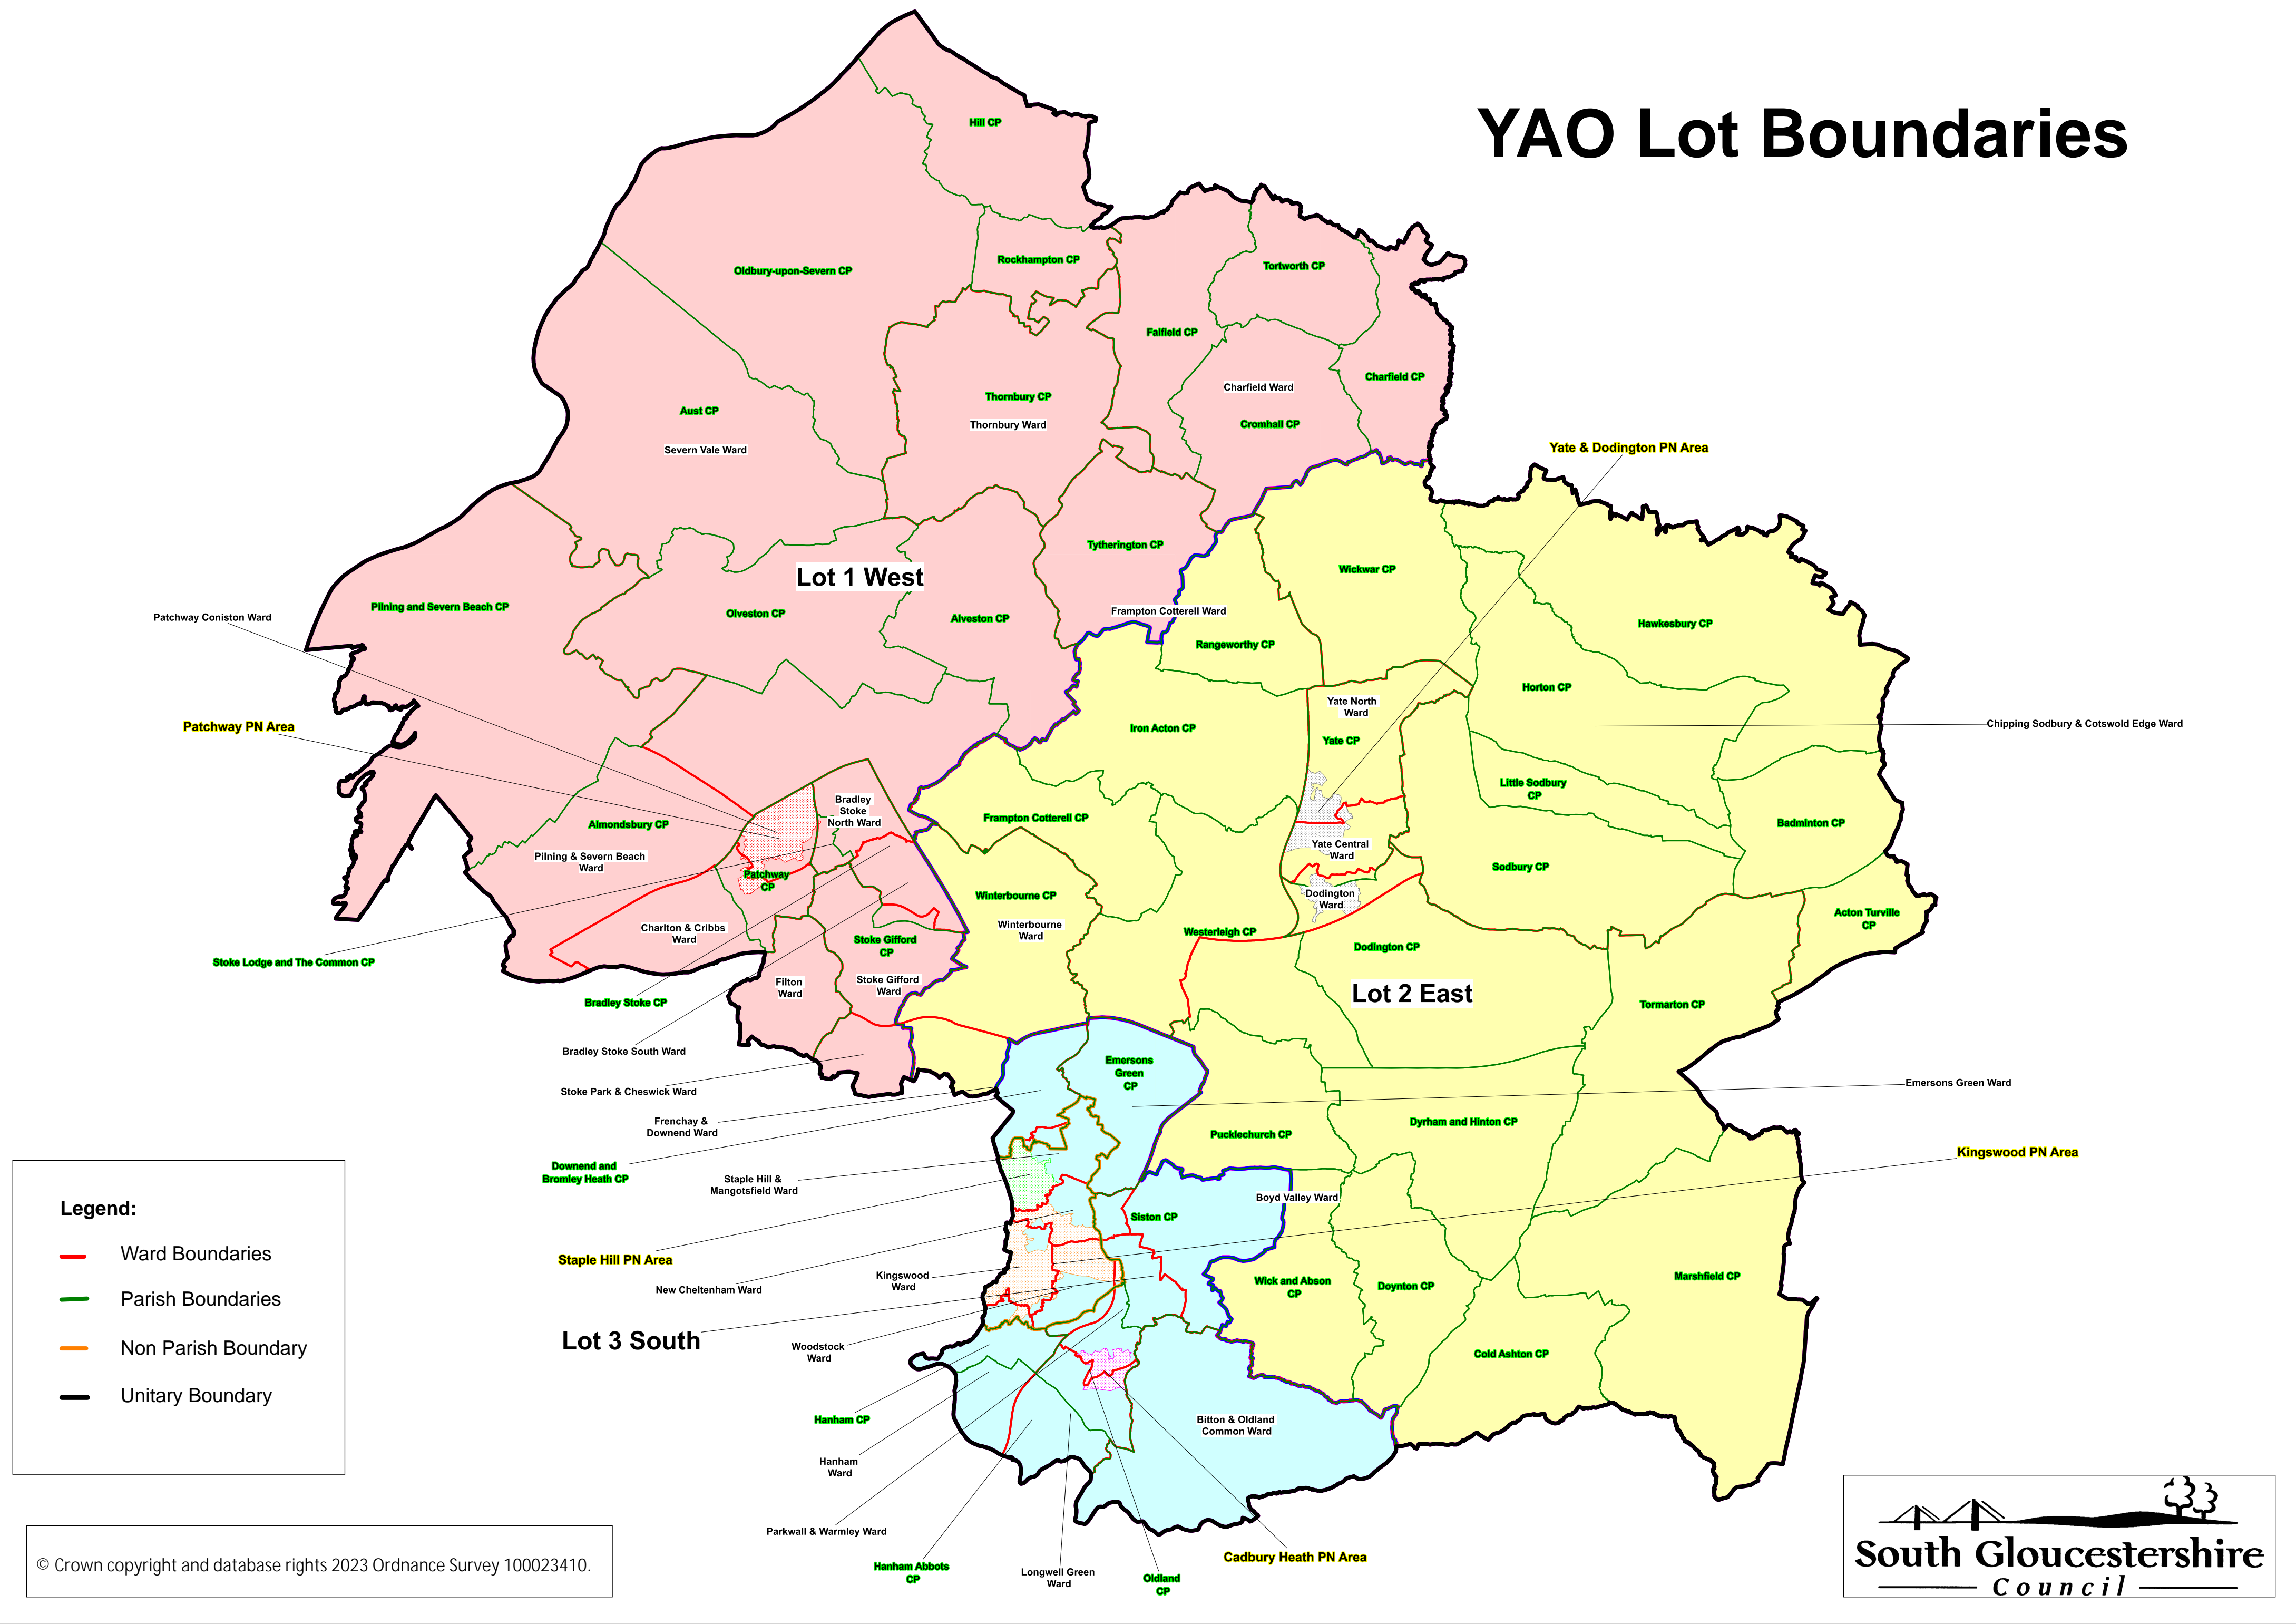 YAO Lot Boundaries
Hill CP
Rockhampton CP
Oldbury-upon-Severn CP
Tortworth CP
Falfield CP
Charfield CP
Charfield Ward
Cromhall CP
Thornbury CP
Thornbury Ward
Aust CP
Severn Vale Ward
Yate & Dodington PN Area
Tytherington CP
Wickwar CP
Lot 1 West
Pilning and Severn Beach CP
Olveston CP
Alveston CP
Frampton Cotterell Ward
Patchway Coniston Ward
Hawkesbury CP
Rangeworthy CP
Horton CP
Yate North
Ward
Chipping Sodbury & Cotswold Edge Ward
Patchway PN Area
Iron Acton CP
Yate CP
Little Sodbury
CP
Bradley
Stoke
North Ward
Almondsbury CP
Frampton Cotterell CP
Badminton CP
Pilning & Severn Beach
Ward
Yate Central
Ward
Patchway
CP
Sodbury CP
Winterbourne CP
Dodington
Ward
Charlton & Cribbs
Ward
Winterbourne
Ward
Acton Turville
CP
Westerleigh CP
Stoke Gifford
CP
Dodington CP
Stoke Lodge and The Common CP
Filton
Ward
Stoke Gifford
Ward
Lot 2 East
Bradley Stoke CP
Tormarton CP
Bradley Stoke South Ward
Emersons
Green
CP
Stoke Park & Cheswick Ward
Emersons Green Ward
Frenchay &
Downend Ward
Pucklechurch CP
Dyrham and Hinton CP
Kingswood PN Area
Downend and
Bromley Heath CP
Staple Hill &
Mangotsfield Ward
Boyd Valley Ward
Siston CP
Staple Hill PN Area
New Cheltenham Ward
Kingswood
Ward
Wick and Abson
CP
Doynton CP
Marshfield CP
Lot 3 South
Woodstock
Ward
Cold Ashton CP
Hanham CP
Bitton & Oldland
Common Ward
Hanham
Ward
Parkwall & Warmley Ward
Hanham Abbots
CP
Longwell Green
Ward
Oldland
CP
Cadbury Heath PN Area
Legend:
Ward Boundaries
Parish Boundaries
Non Parish Boundary
Unitary Boundary
© Crown copyright and database rights 2023 Ordnance Survey 100023410.
South Gloucestershire
Council